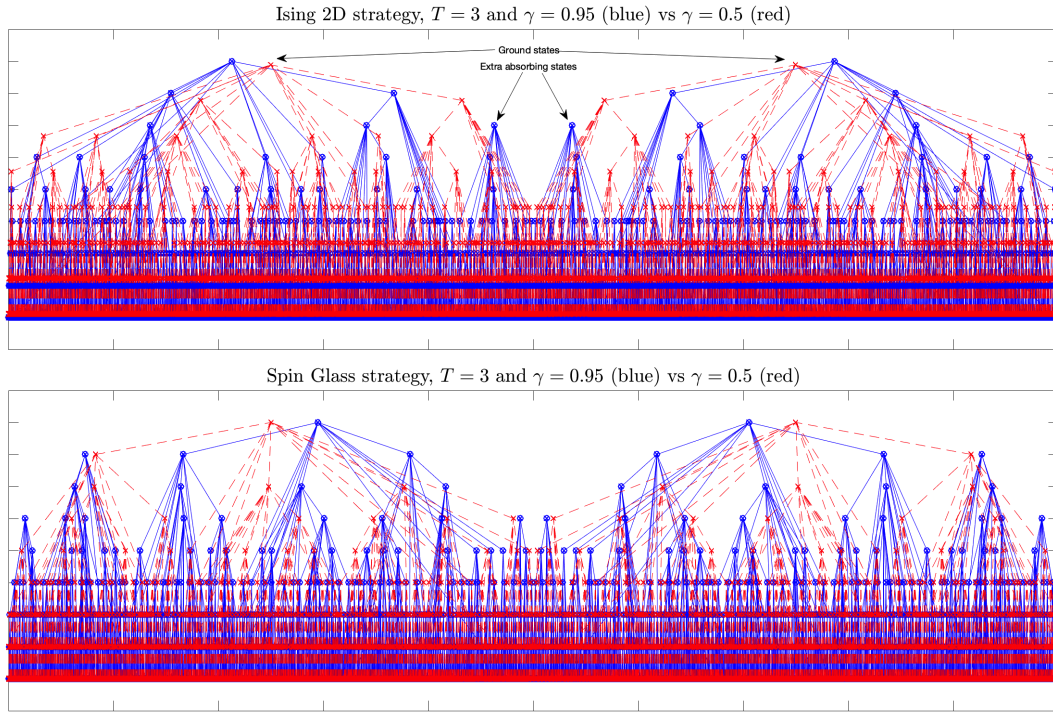 Ising 2D strategy, T = 3 and γ = 0.95 (blue) vs γ = 0.5 (red)
Ground states
Extra absorbing states
Spin Glass strategy, T = 3 and γ = 0.95 (blue) vs γ = 0.5 (red)